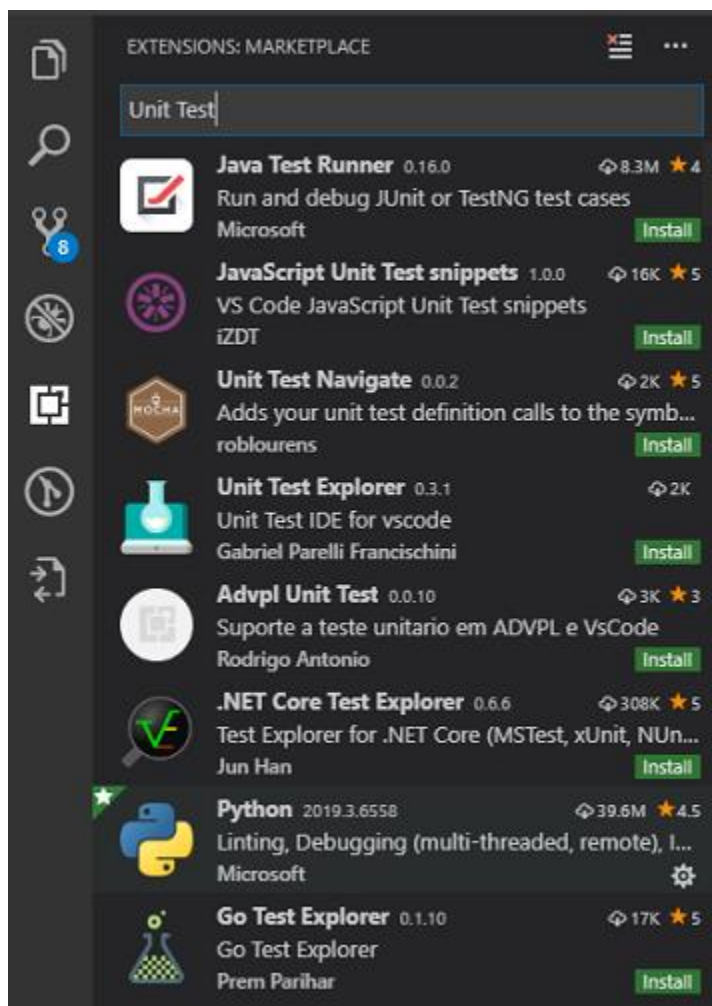 EXTENSIONS: MARKETPLACE
Unit Test
Java Test Runner 0.16.0 8.3M 4
Run and debug JUnit or TestNG test cases
Microsoft Install
JavaScript Unit Test snippets 1.0.0 16K 5
VS Code JavaScript Unit Test snippets
iZDT Install
8
Unit Test Navigate 0.0.2 2K 5
MOCHA
Adds your unit test definition calls to the symb...
roblourens Install
Unit Test Explorer 0.3.1 2K
Unit Test IDE for vscode
Gabriel Parelli Francischini Install
Advpl Unit Test 0.0.10 3K 3
Suporte a teste unitario em ADVPL e VsCode
Rodrigo Antonio Install
.NET Core Test Explorer 0.6.6 308K 5
Test Explorer for .NET Core (MSTest, xUnit, NUn...
Jun Han Install
Python 2019.3.6558 39.6M 4.5
Linting, Debugging (multi-threaded, remote), I...
Microsoft
Go Test Explorer 0.1.10 17K 5
Go Test Explorer
Prem Parihar Install